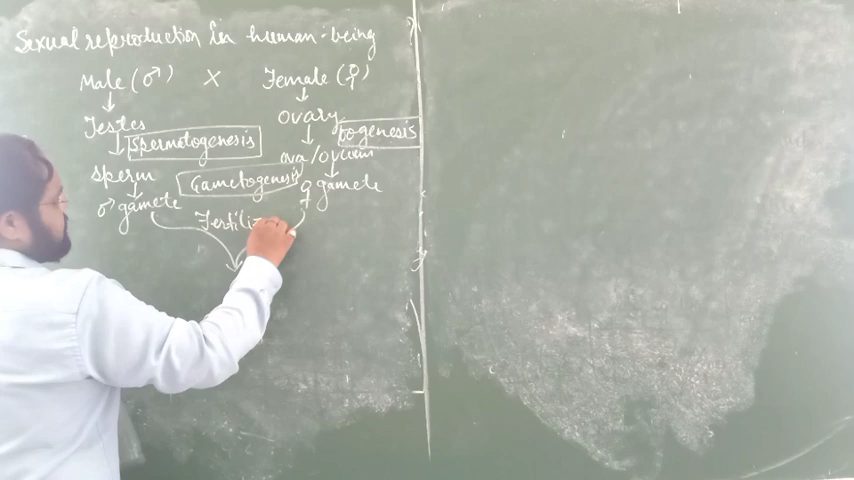 Sexual reproduction in human-being
Male (♂) X Female (♀)
Testes Ovary
Spermatogenesis oogenesis
ova/ovum
sperm Gametogenesis ♀ gamete
♂ gamete
Fertiliz